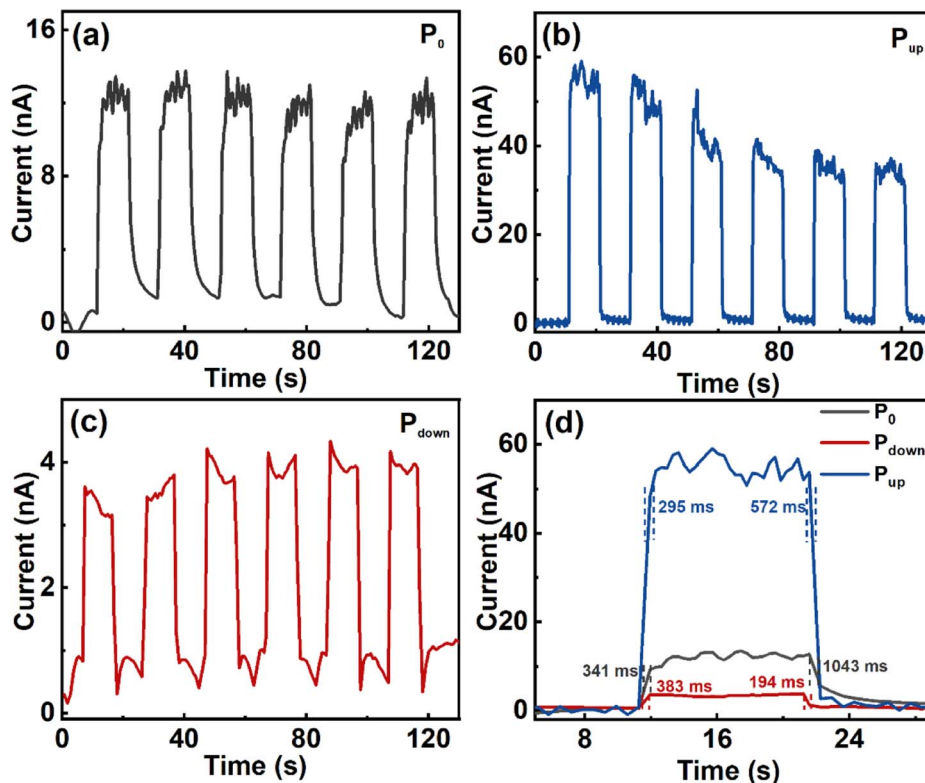 (a)
P0
16
8
0
Current (nA)
0 40 80 120
Time (s)
(b)
Pup
60
40
20
0
Current (nA)
0 40 80 120
Time (s)
(c)
Pdown
4
2
0
Current (nA)
0 40 80 120
Time (s)
(d)
P0
Pdown
Pup
60
40
20
0
Current (nA)
295 ms 572 ms
341 ms 1043 ms
383 ms 194 ms
8 16 24
Time (s)